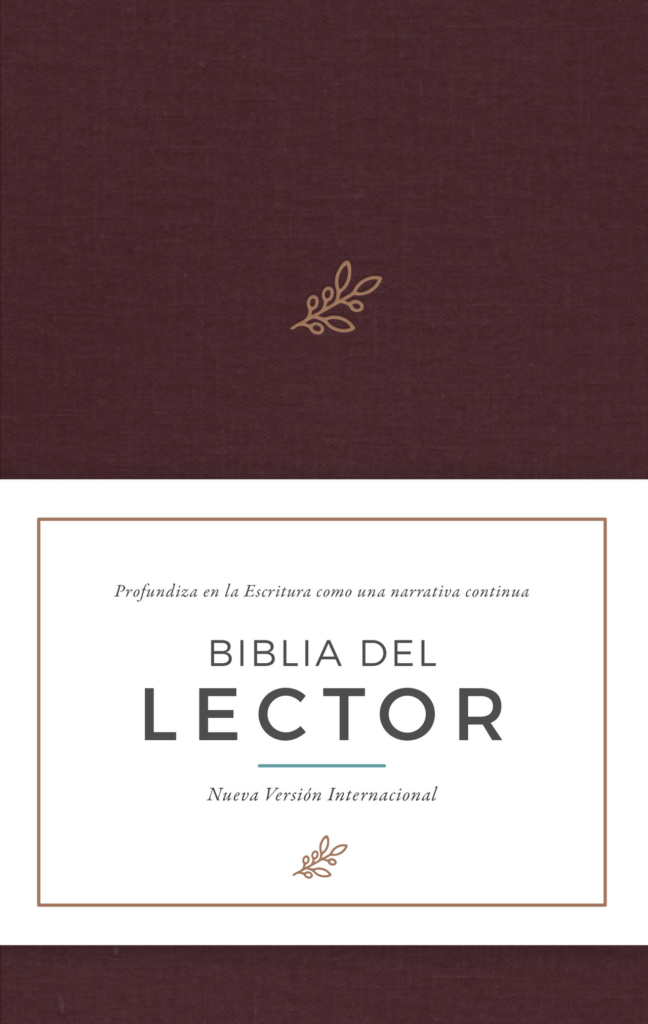 Profundiza en la Escritura como una narrativa continua
BIBLIA DEL
LECTOR
Nueva Versión Internacional